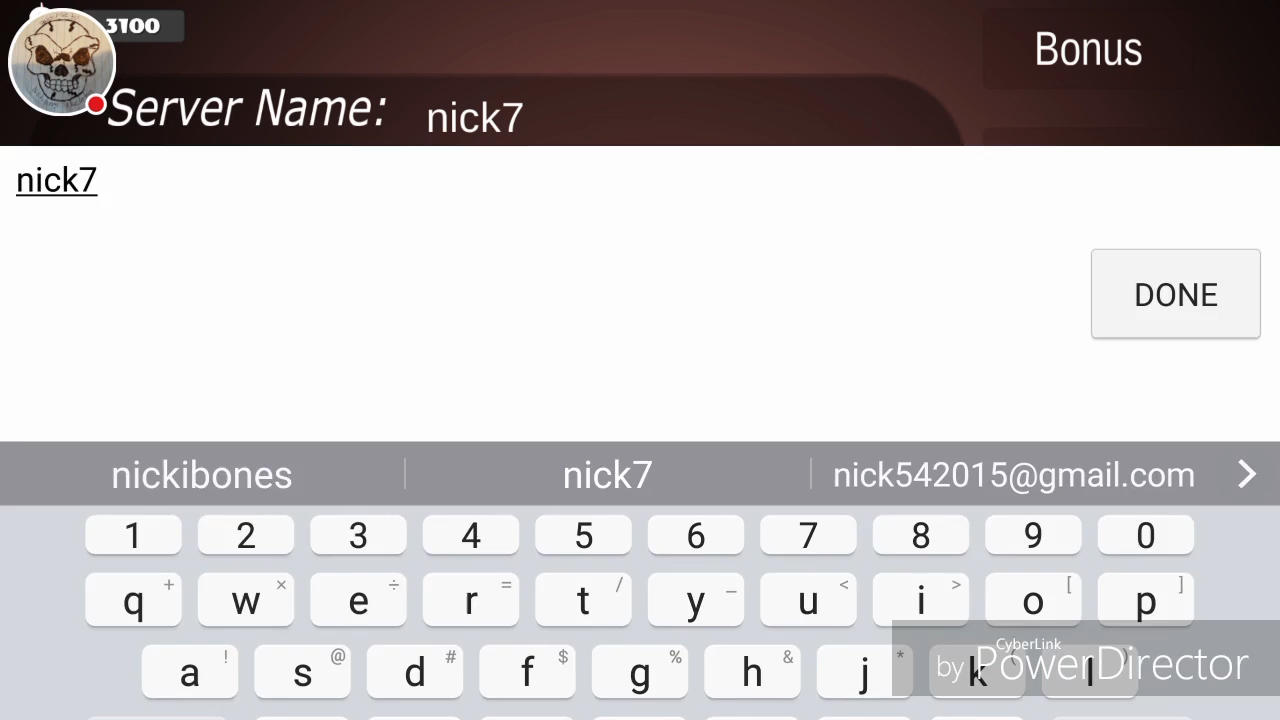 3100
Bonus
Server Name: nick7
nick7
DONE
nickibones nick7 nick542015@gmail.com >
1 2 3 4 5 6 7 8 9 0
q + w × e ÷ r = t / y _ u < i > o [ p ]
a ! s @ d # f $ g % h & j * k ( l )
CyberLink
by PowerDirector